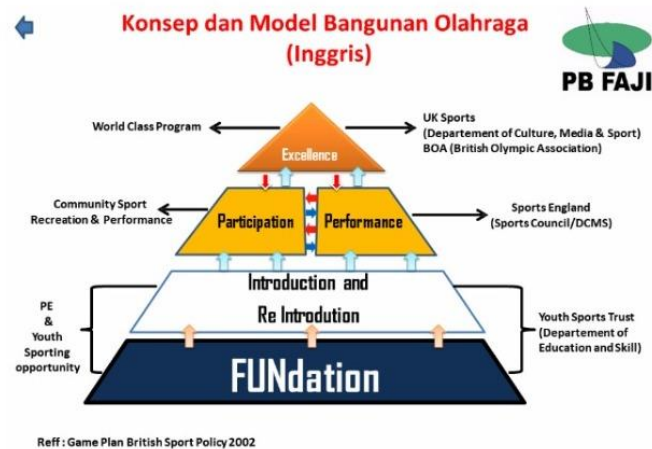 Konsep dan Model Bangunan Olahraga
(Inggris)
PB FAJI
World Class Program
UK Sports
(Departement of Culture, Media & Sport)
BOA (British Olympic Association)
Excellence
Community Sport
Recreation & Performance
Participation
Performance
Sports England
(Sports Council/DCMS)
Introduction and
Re Introdution
PE
&
Youth
Sporting
opportunity
Youth Sports Trust
(Departement of
Education and Skill)
FUNdation
Reff : Game Plan British Sport Policy 2002